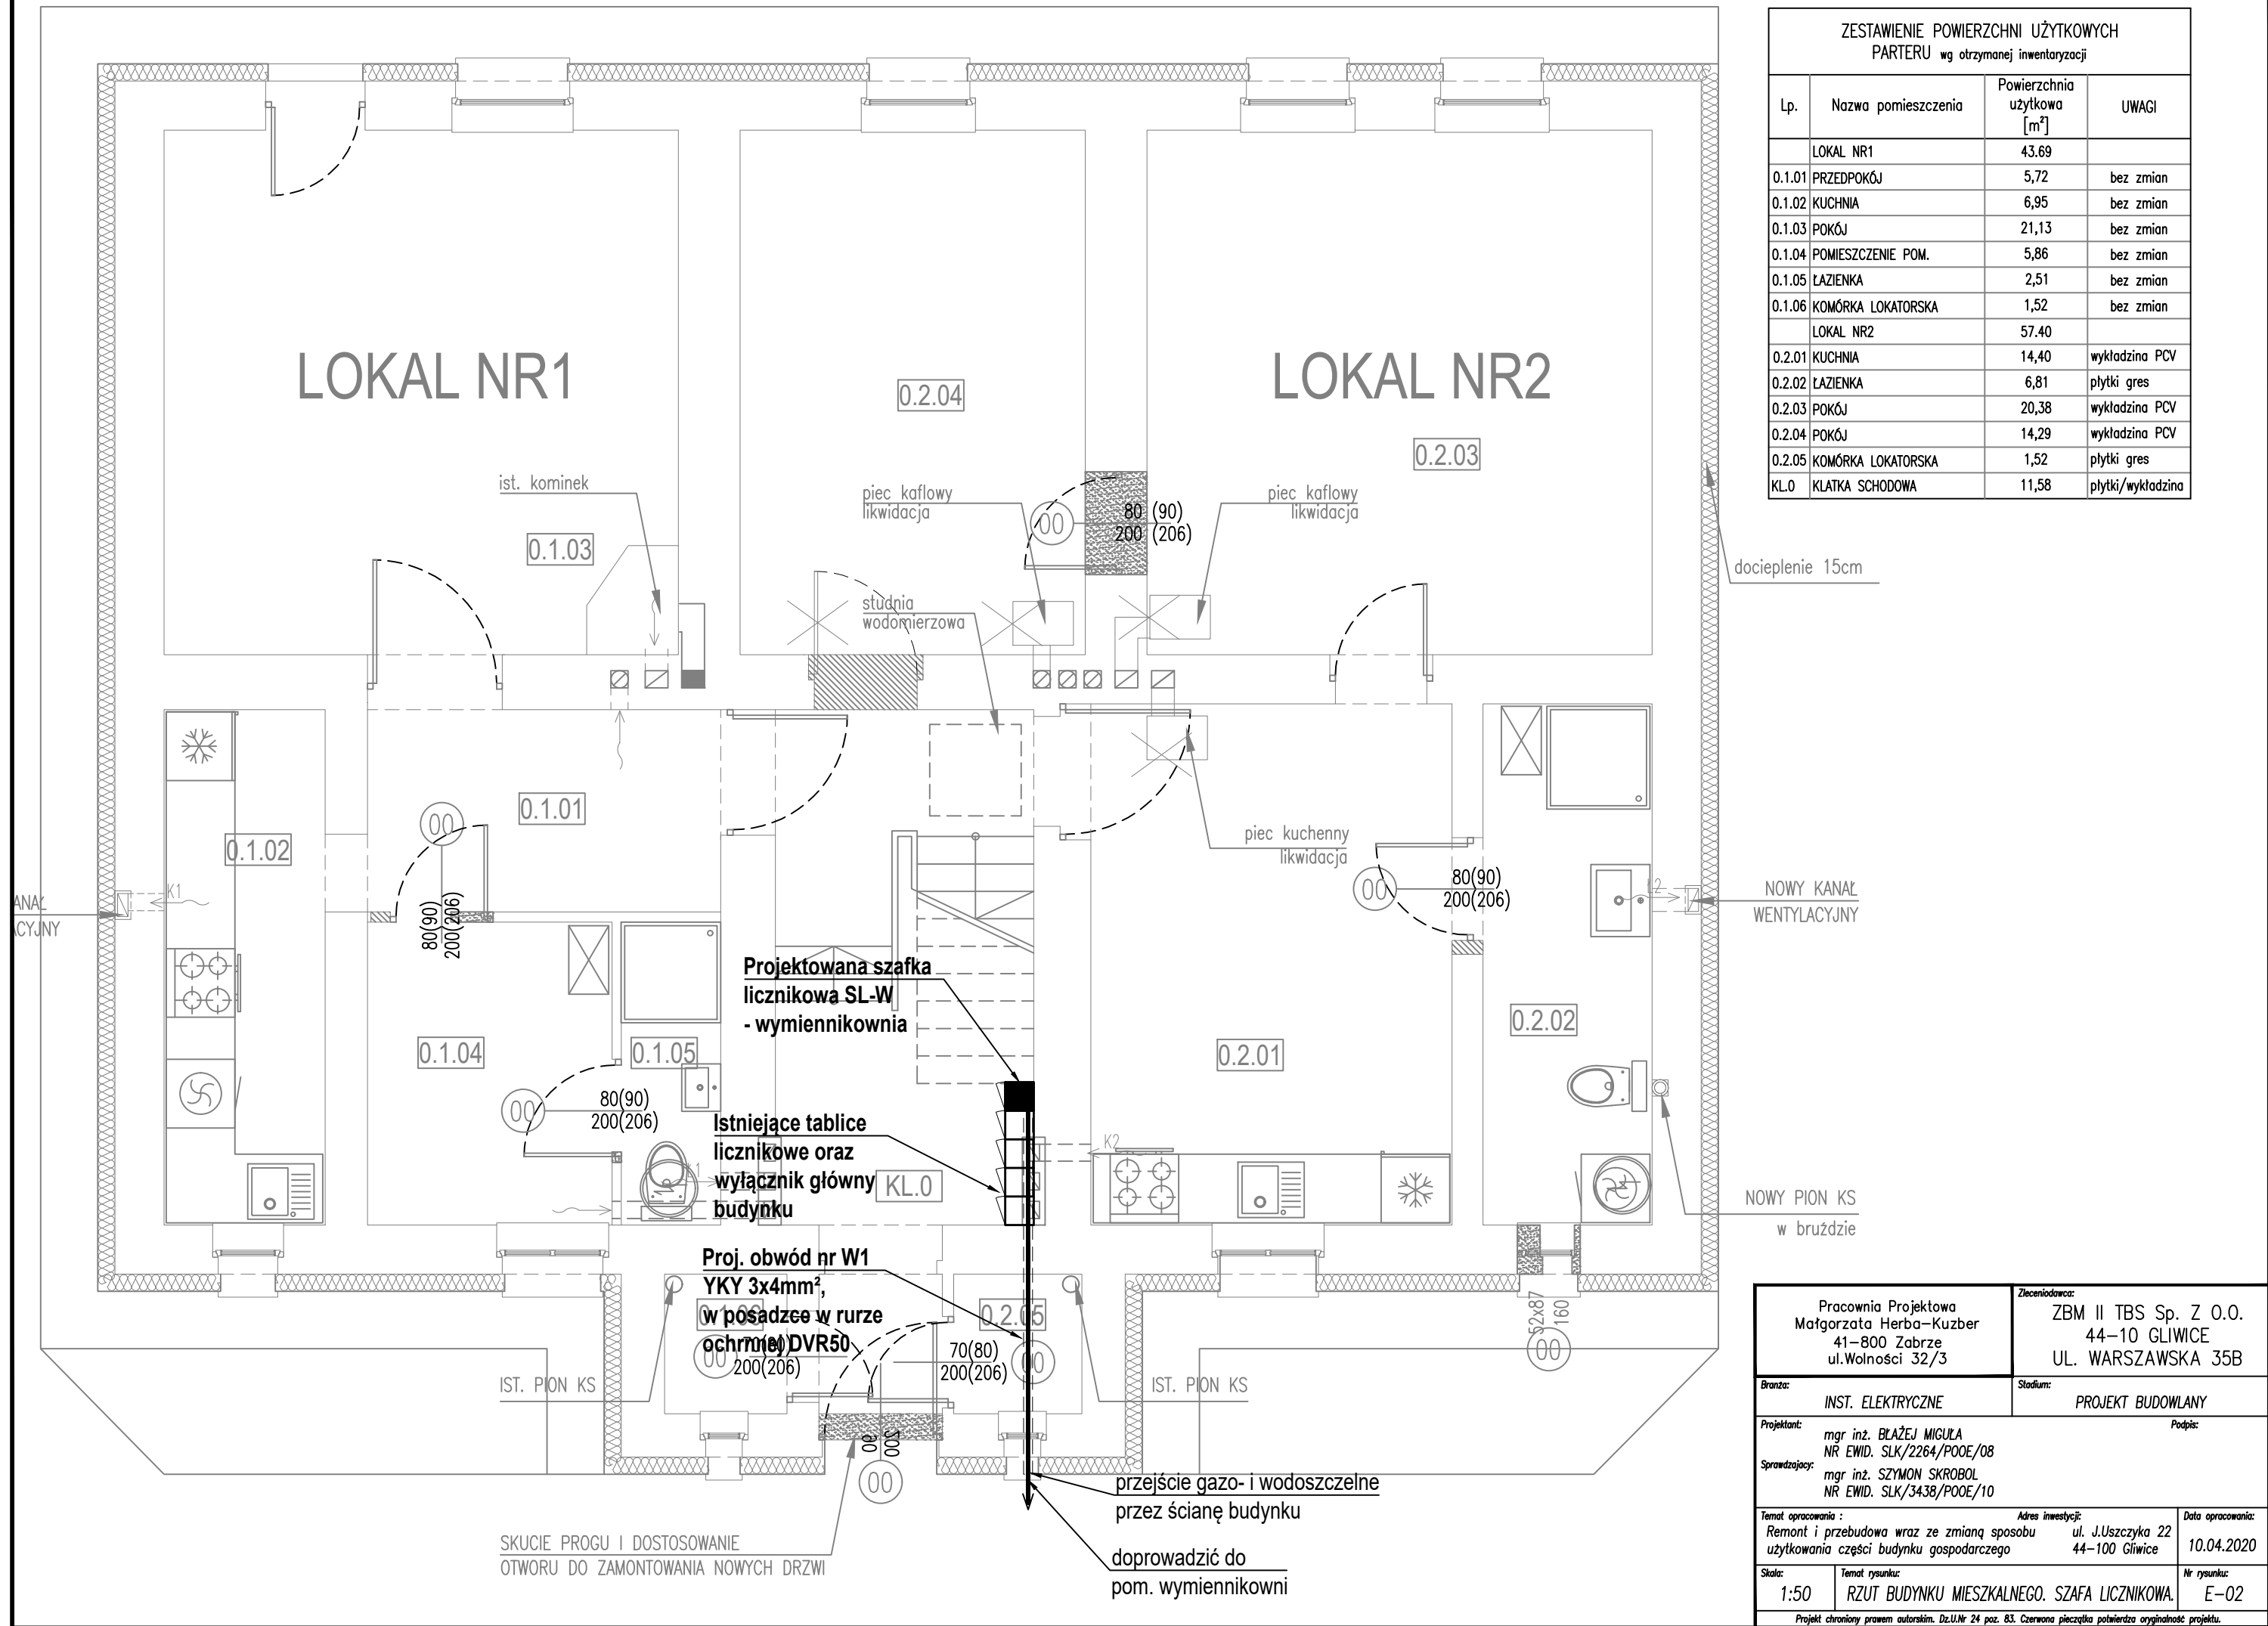 ZESTAWIENIE POWIERZCHNI UŻYTKOWYCH
PARTERU wg otrzymanej inwentaryzacji
Lp. Nazwa pomieszczenia Powierzchnia użytkowa [m²] UWAGI
LOKAL NR1 43.69
0.1.01 PRZEDPOKÓJ 5,72 bez zmian
0.1.02 KUCHNIA 6,95 bez zmian
0.1.03 POKÓJ 21,13 bez zmian
0.1.04 POMIESZCZENIE POM. 5,86 bez zmian
0.1.05 ŁAZIENKA 2,51 bez zmian
0.1.06 KOMÓRKA LOKATORSKA 1,52 bez zmian
LOKAL NR2 57.40
0.2.01 KUCHNIA 14,40 wykładzina PCV
0.2.02 ŁAZIENKA 6,81 płytki gres
0.2.03 POKÓJ 20,38 wykładzina PCV
0.2.04 POKÓJ 14,29 wykładzina PCV
0.2.05 KOMÓRKA LOKATORSKA 1,52 płytki gres
KL.0 KLATKA SCHODOWA 11,58 płytki/wykładzina
LOKAL NR1
0.2.04
LOKAL NR2
0.2.03
ist. kominek
0.1.03
piec kaflowy
likwidacja
00
80 (90)
200 (206)
piec kaflowy
likwidacja
docieplenie 15cm
studnia
wodomierzowa
0.1.01
00
80(90)
200(206)
0.1.02
K1
ANAŁ
ACYJNY
piec kuchenny
likwidacja
00
80(90)
200(206)
NOWY KANAŁ
WENTYLACYJNY
Projektowana szafka
licznikowa SL-W
- wymiennikownia
0.1.04
0.1.05
0.2.01
0.2.02
00
80(90)
200(206)
Istniejące tablice
licznikowe oraz
wyłącznik główny
budynku
KL.0
K2
NOWY PION KS
w bruździe
Proj. obwód nr W1
YKY 3x4mm²,
w posadzce w rurze
ochrnnej DVR50
00
200(206)
0.2.05
70(80)
200(206)
00
52x87
160
00
IST. PION KS
IST. PION KS
90
200
00
SKUCIE PROGU I DOSTOSOWANIE
OTWORU DO ZAMONTOWANIA NOWYCH DRZWI
przejście gazo- i wodoszczelne
przez ścianę budynku
doprowadzić do
pom. wymiennikowni
Pracownia Projektowa
Małgorzata Herba-Kuzber
41-800 Zabrze
ul.Wolności 32/3
Zleceniodawca:
ZBM II TBS Sp. Z O.O.
44-10 GLIWICE
UL. WARSZAWSKA 35B
Branża:
INST. ELEKTRYCZNE
Stadium:
PROJEKT BUDOWLANY
Projektant:
mgr inż. BŁAŻEJ MIGUŁA
NR EWID. SLK/2264/POOE/08
Podpis:
Sprawdzający:
mgr inż. SZYMON SKROBOL
NR EWID. SLK/3438/POOE/10
Temat opracowania :
Remont i przebudowa wraz ze zmianą sposobu
użytkowania części budynku gospodarczego
Adres inwestycji:
ul. J.Uszczyka 22
44-100 Gliwice
Data opracowania:
10.04.2020
Skala:
1:50
Temat rysunku:
RZUT BUDYNKU MIESZKALNEGO. SZAFA LICZNIKOWA.
Nr rysunku:
E-02
Projekt chroniony prawem autorskim. Dz.U.Nr 24 poz. 83. Czerwona pieczątka potwierdza oryginalność projektu.